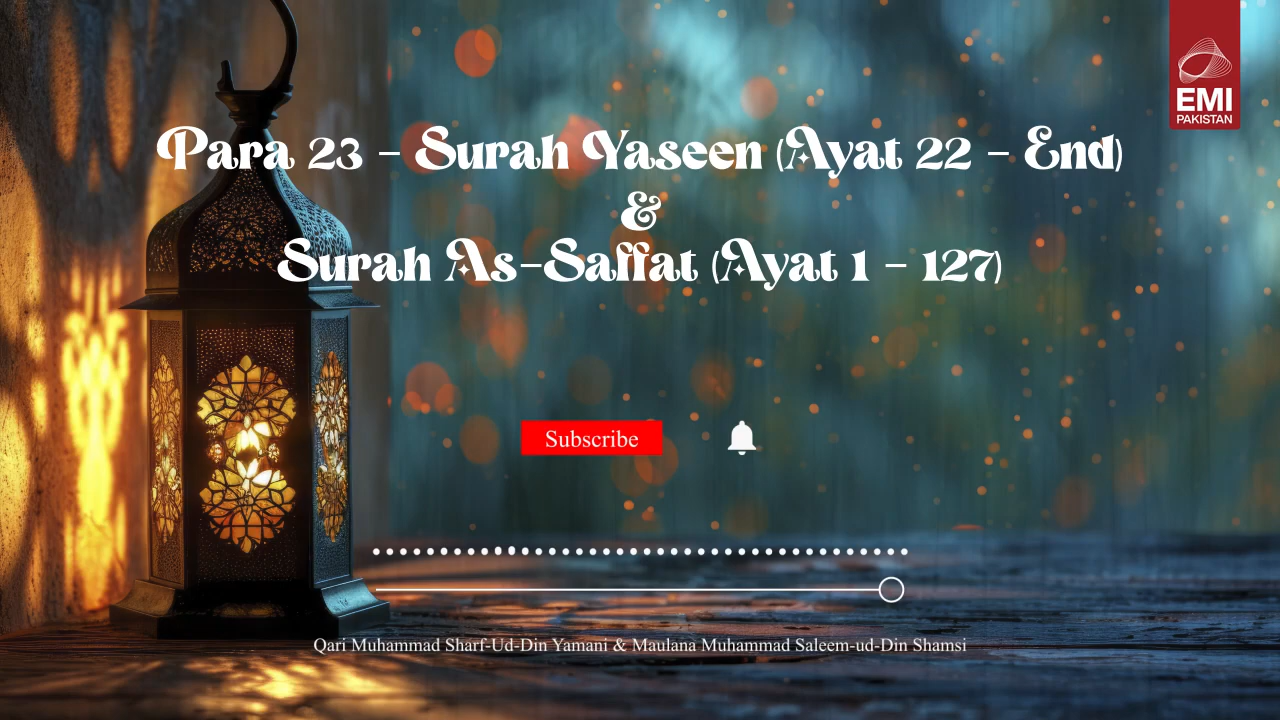 EMI
PAKISTAN
Para 23 - Surah Yaseen (Ayat 22 - End)
&
Surah As-Saffat (Ayat 1 - 127)
Subscribe
Qari Muhammad Sharf-Ud-Din Yamani & Maulana Muhammad Saleem-ud-Din Shamsi